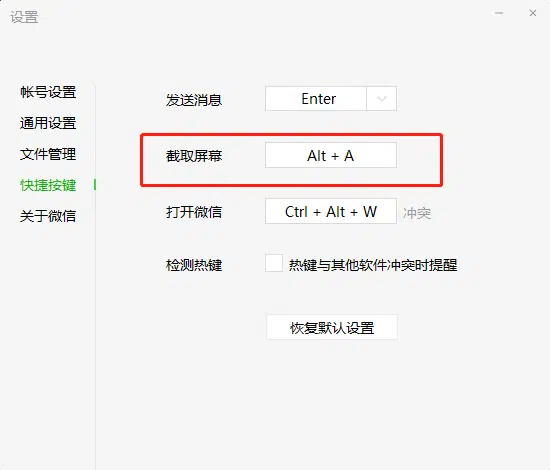 设置
帐号设置
通用设置
文件管理
快捷按键
关于微信
发送消息 Enter
截取屏幕 Alt + A
打开微信 Ctrl + Alt + W 冲突
检测热键 热键与其他软件冲突时提醒
恢复默认设置